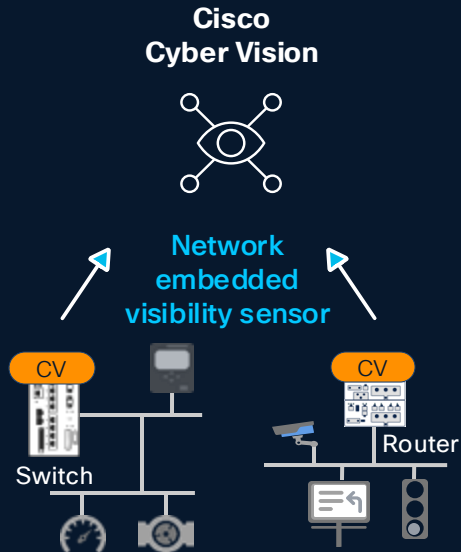 Cisco
Cyber Vision
Network
embedded
visibility sensor
CV
CV
Switch
Router